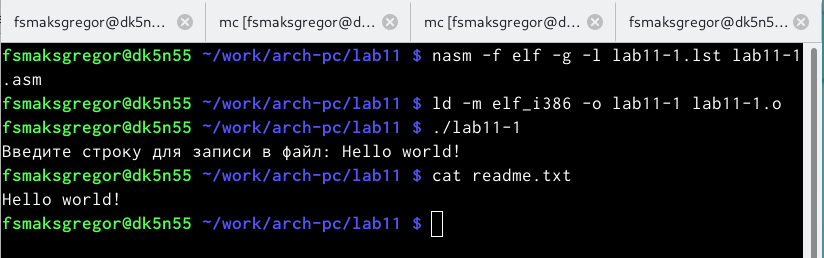 fsmaksgregor@dk5n...
mc [fsmaksgregor@d...
mc [fsmaksgregor@d...
fsmaksgregor@dk5n5...
fsmaksgregor@dk5n55 ~/work/arch-pc/lab11 $ nasm -f elf -g -l lab11-1.lst lab11-1
.asm
fsmaksgregor@dk5n55 ~/work/arch-pc/lab11 $ ld -m elf_i386 -o lab11-1 lab11-1.o
fsmaksgregor@dk5n55 ~/work/arch-pc/lab11 $ ./lab11-1
Введите строку для записи в файл: Hello world!
fsmaksgregor@dk5n55 ~/work/arch-pc/lab11 $ cat readme.txt
Hello world!
fsmaksgregor@dk5n55 ~/work/arch-pc/lab11 $